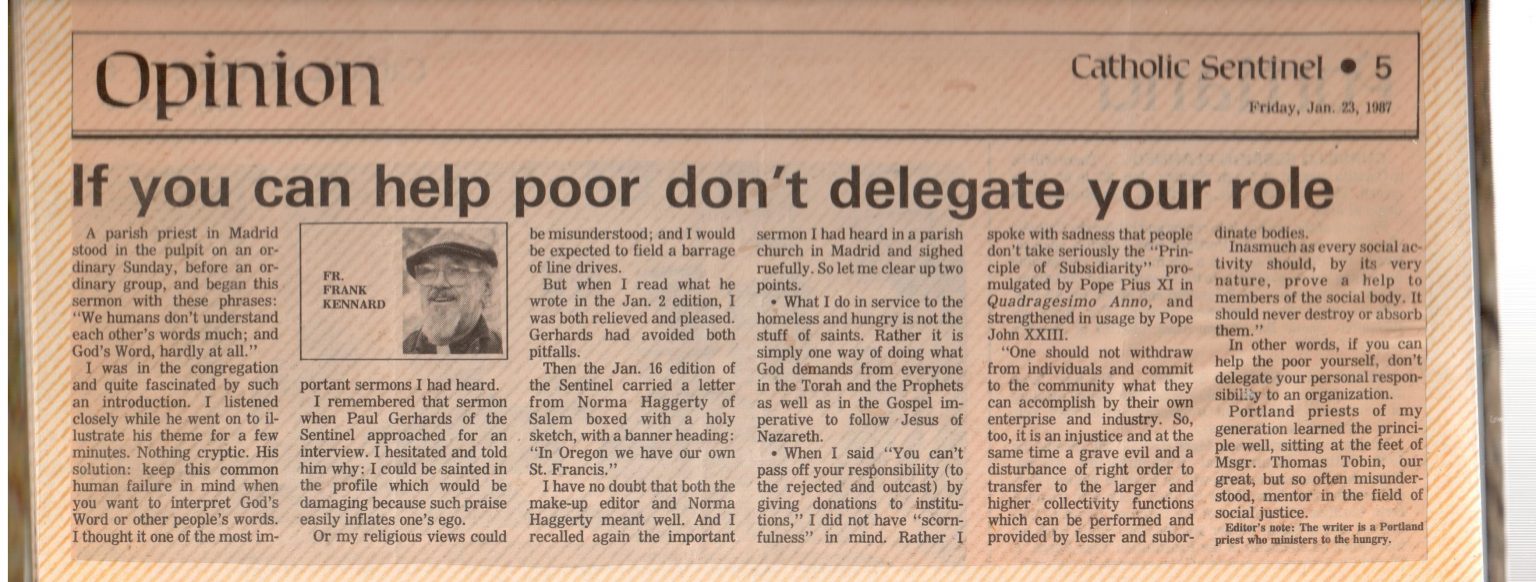 Opinion
Catholic Sentinel • 5
Friday, Jan. 23, 1987
If you can help poor don't delegate your role
A parish priest in Madrid
stood in the pulpit on an or-
dinary Sunday, before an or-
dinary group, and began this
sermon with these phrases:
"We humans don't understand
each other's words much; and
God's Word, hardly at all."
I was in the congregation
and quite fascinated by such
an introduction. I listened
closely while he went on to il-
lustrate his theme for a few
minutes. Nothing cryptic. His
solution: keep this common
human failure in mind when
you want to interpret God's
Word or other people's words.
I thought it one of the most im-
FR.
FRANK
KENNARD
portant sermons I had heard.
I remembered that sermon
when Paul Gerhards of the
Sentinel approached for an
interview. I hesitated and told
him why: I could be sainted in
the profile which would be
damaging because such praise
easily inflates one's ego.
Or my religious views could
be misunderstood; and I would
be expected to field a barrage
of line drives.
But when I read what he
wrote in the Jan. 2 edition, I
was both relieved and pleased.
Gerhards had avoided both
pitfalls.
Then the Jan. 16 edition of
the Sentinel carried a letter
from Norma Haggerty of
Salem boxed with a holy
sketch, with a banner heading:
"In Oregon we have our own
St. Francis."
I have no doubt that both the
make-up editor and Norma
Haggerty meant well. And I
recalled again the important
sermon I had heard in a parish
church in Madrid and sighed
ruefully. So let me clear up two
points.
• What I do in service to the
homeless and hungry is not the
stuff of saints. Rather it is
simply one way of doing what
God demands from everyone
in the Torah and the Prophets
as well as in the Gospel im-
perative to follow Jesus of
Nazareth.
• When I said "You can't
pass off your responsibility (to
the rejected and outcast) by
giving donations to institu-
tions," I did not have "scorn-
fulness" in mind. Rather I
spoke with sadness that people
don't take seriously the "Prin-
ciple of Subsidiarity" pro-
mulgated by Pope Pius XI in
Quadragesimo Anno, and
strengthened in usage by Pope
John XXIII.
"One should not withdraw
from individuals and commit
to the community what they
can accomplish by their own
enterprise and industry. So,
too, it is an injustice and at the
same time a grave evil and a
disturbance of right order to
transfer to the larger and
higher collectivity functions
which can be performed and
provided by lesser and subor-
dinate bodies.
Inasmuch as every social ac-
tivity should, by its very
nature, prove a help to
members of the social body. It
should never destroy or absorb
them."
In other words, if you can
help the poor yourself, don't
delegate your personal respon-
sibility to an organization.
Portland priests of my
generation learned the princi-
ple well, sitting at the feet of
Msgr. Thomas Tobin, our
great, but so often misunder-
stood, mentor in the field of
social justice.
Editor's note: The writer is a Portland
priest who ministers to the hungry.